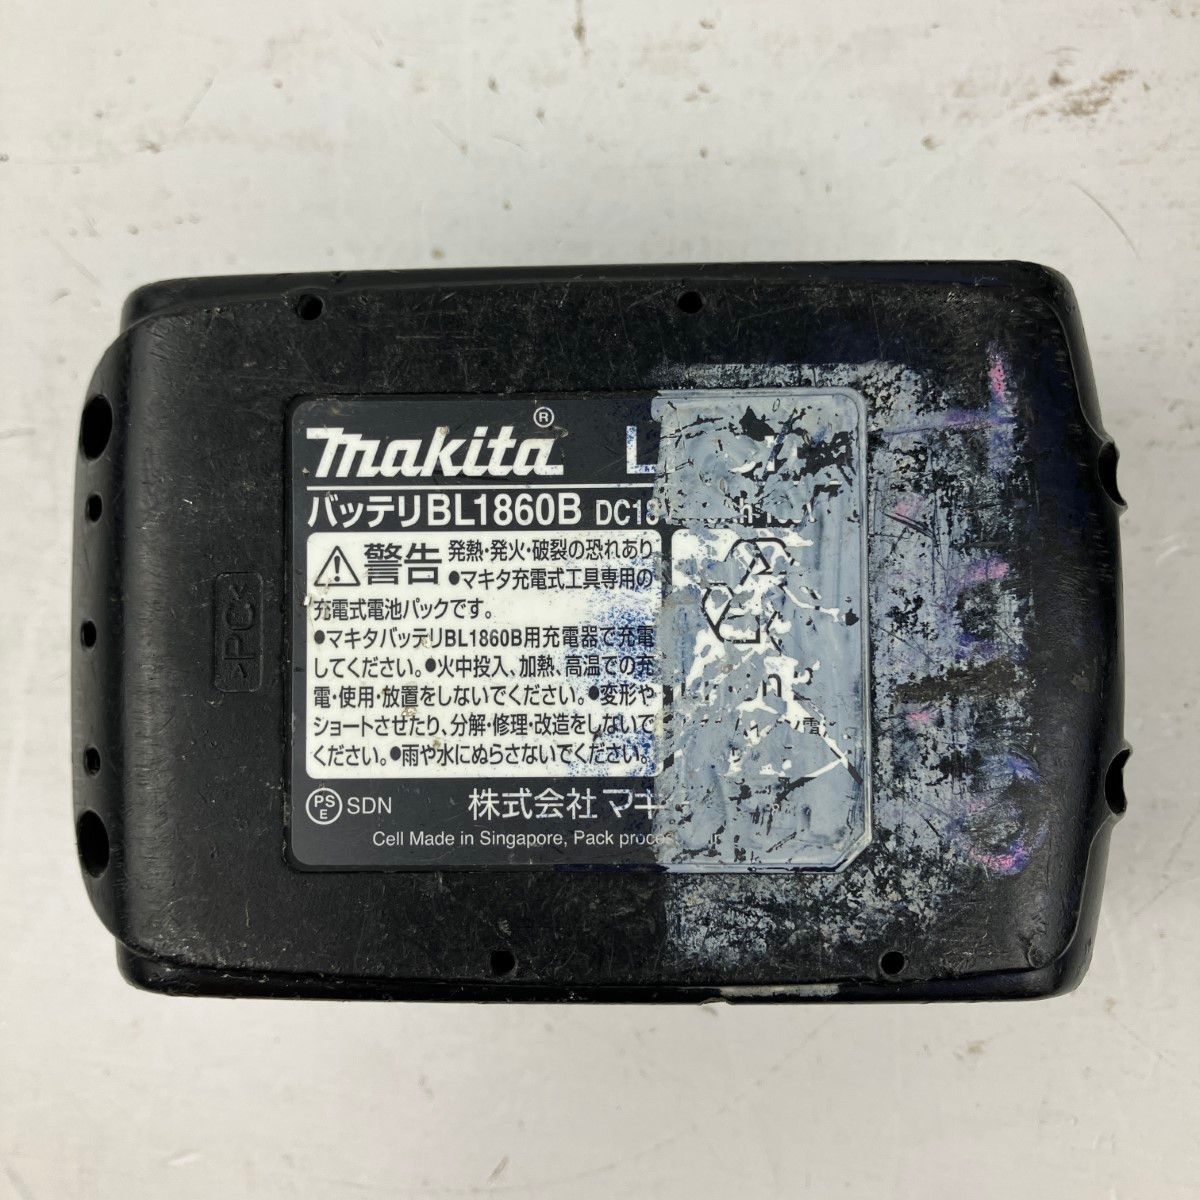 makita®
バッテリBL1860B DC18V
警告 発熱・発火・破裂の恐れあり
●マキタ充電式工具専用の
充電式電池パックです。
●マキタバッテリBL1860B用充電器で充電
してください。●火中投入、加熱、高温での充
電・使用・放置をしないでください。●変形や
ショートさせたり、分解・修理・改造をしないで
ください。●雨や水にぬらさないでください。
PSE SDN 株式会社マキ
Cell Made in Singapore, Pack
>PC<